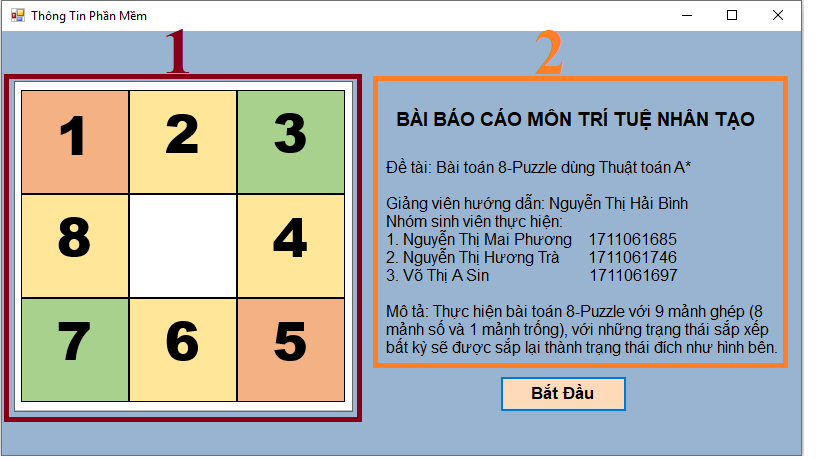 Thông Tin Phần Mềm
1
2
1 2 3
8 4
7 6 5
BÀI BÁO CÁO MÔN TRÍ TUỆ NHÂN TẠO
Đề tài: Bài toán 8-Puzzle dùng Thuật toán A*
Giảng viên hướng dẫn: Nguyễn Thị Hải Bình
Nhóm sinh viên thực hiện:
1. Nguyễn Thị Mai Phương 1711061685
2. Nguyễn Thị Hương Trà 1711061746
3. Võ Thị A Sin 1711061697
Mô tả: Thực hiện bài toán 8-Puzzle với 9 mảnh ghép (8
mảnh số và 1 mảnh trống), với những trạng thái sắp xếp
bất kỳ sẽ được sắp lại thành trạng thái đích như hình bên.
Bắt Đầu